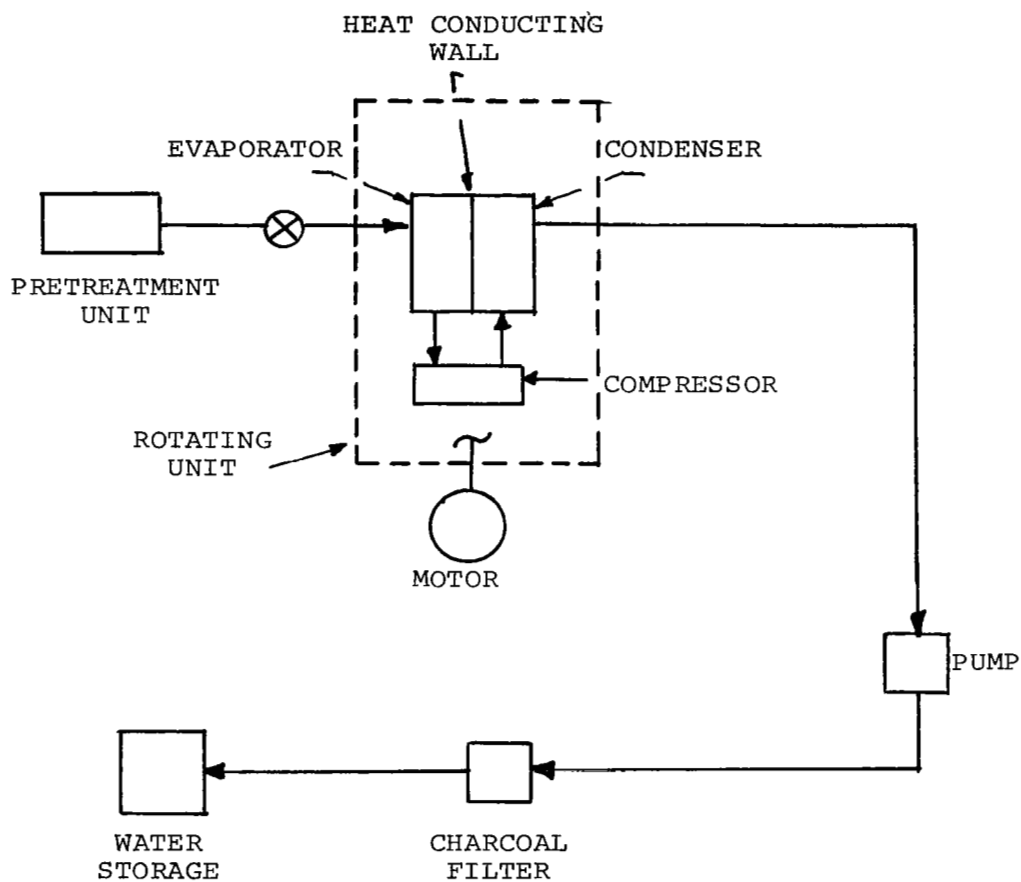 HEAT CONDUCTING
WALL
EVAPORATOR
CONDENSER
PRETREATMENT
UNIT
COMPRESSOR
ROTATING
UNIT
MOTOR
PUMP
WATER
STORAGE
CHARCOAL
FILTER